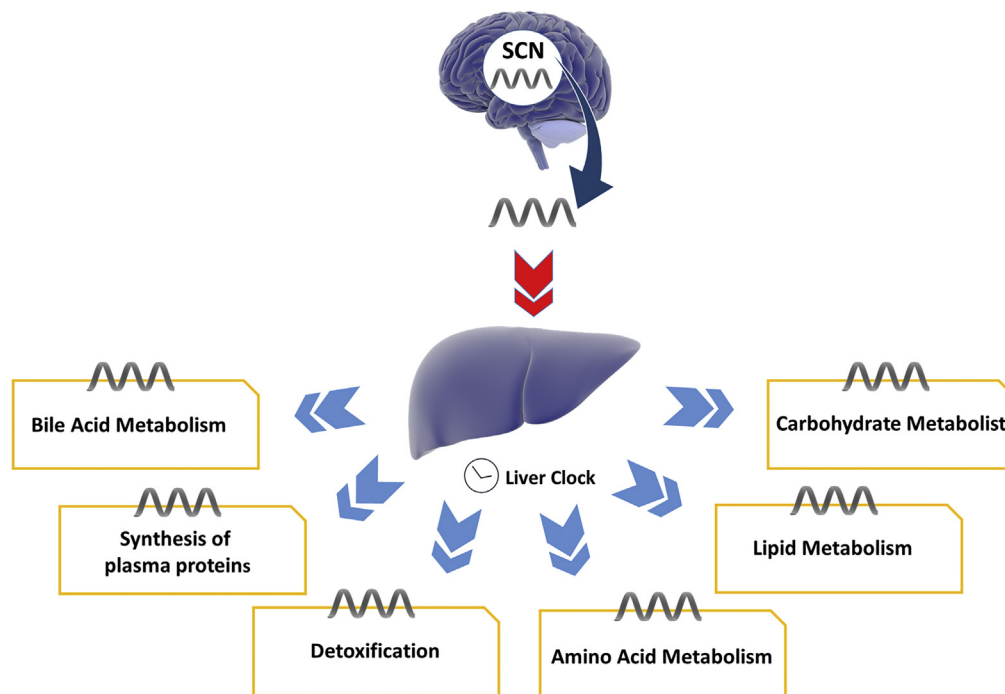 SCN
Liver Clock
Bile Acid Metabolism
Carbohydrate Metabolist
Synthesis of
plasma proteins
Lipid Metabolism
Detoxification
Amino Acid Metabolism